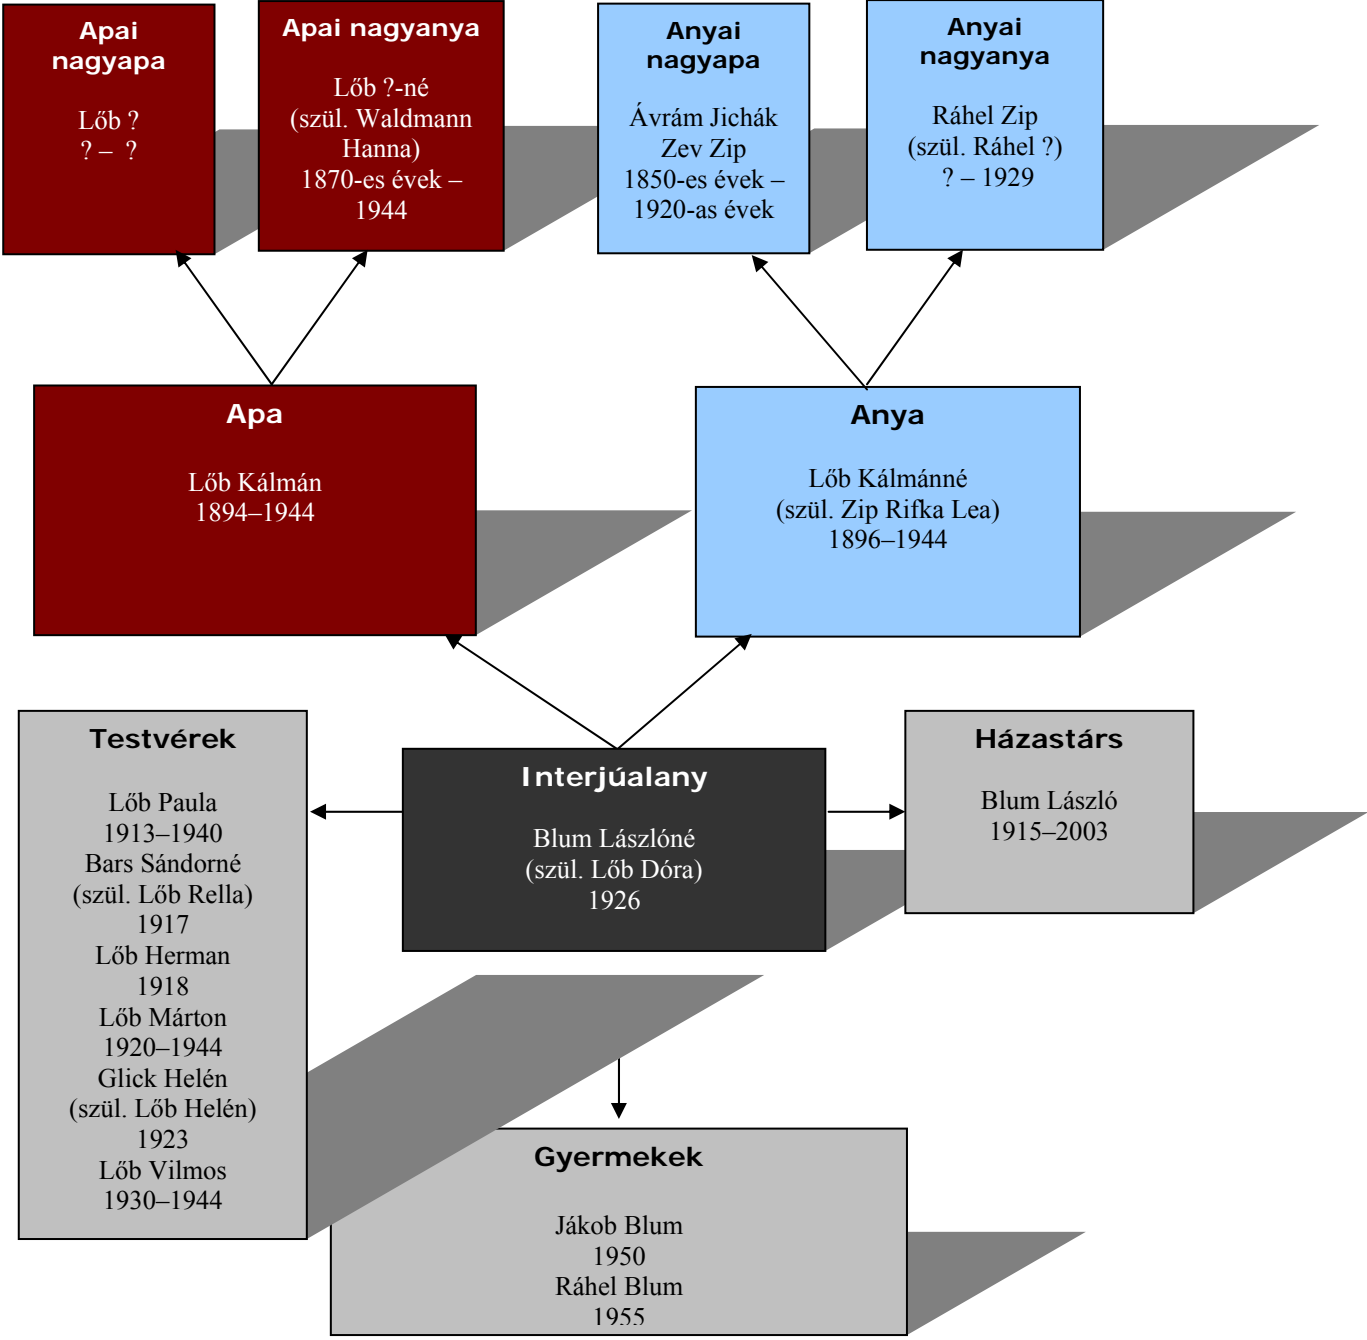 Apai
nagyapa
Lőb ?
? – ?
Apai nagyanya
Lőb ?-né
(szül. Waldmann
Hanna)
1870-es évek –
1944
Anyai
nagyapa
Ávrám Jichák
Zev Zip
1850-es évek –
1920-as évek
Anyai
nagyanya
Ráhel Zip
(szül. Ráhel ?)
? – 1929
Apa
Lőb Kálmán
1894–1944
Anya
Lőb Kálmánné
(szül. Zip Rifka Lea)
1896–1944
Testvérek
Lőb Paula
1913–1940
Bars Sándorné
(szül. Lőb Rella)
1917
Lőb Herman
1918
Lőb Márton
1920–1944
Glick Helén
(szül. Lőb Helén)
1923
Lőb Vilmos
1930–1944
Interjúalany
Blum Lászlóné
(szül. Lőb Dóra)
1926
Házastárs
Blum László
1915–2003
Gyermekek
Jákob Blum
1950
Ráhel Blum
1955